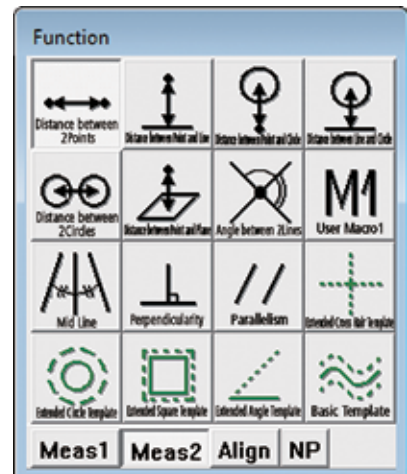 Function
Distance between
2Points
Distance between Point and Line
Distance between Point and Circle
Distance between Line and Circle
Distance between
2Circles
Distance between Point and Plane
Angle between 2Lines
M1
User Macro1
Mid Line
Perpendicularity
Parallelism
Extended Cross Hair Template
Extended Circle Template
Extended Square Template
Extended Angle Template
Basic Template
Meas1 Meas2 Align NP